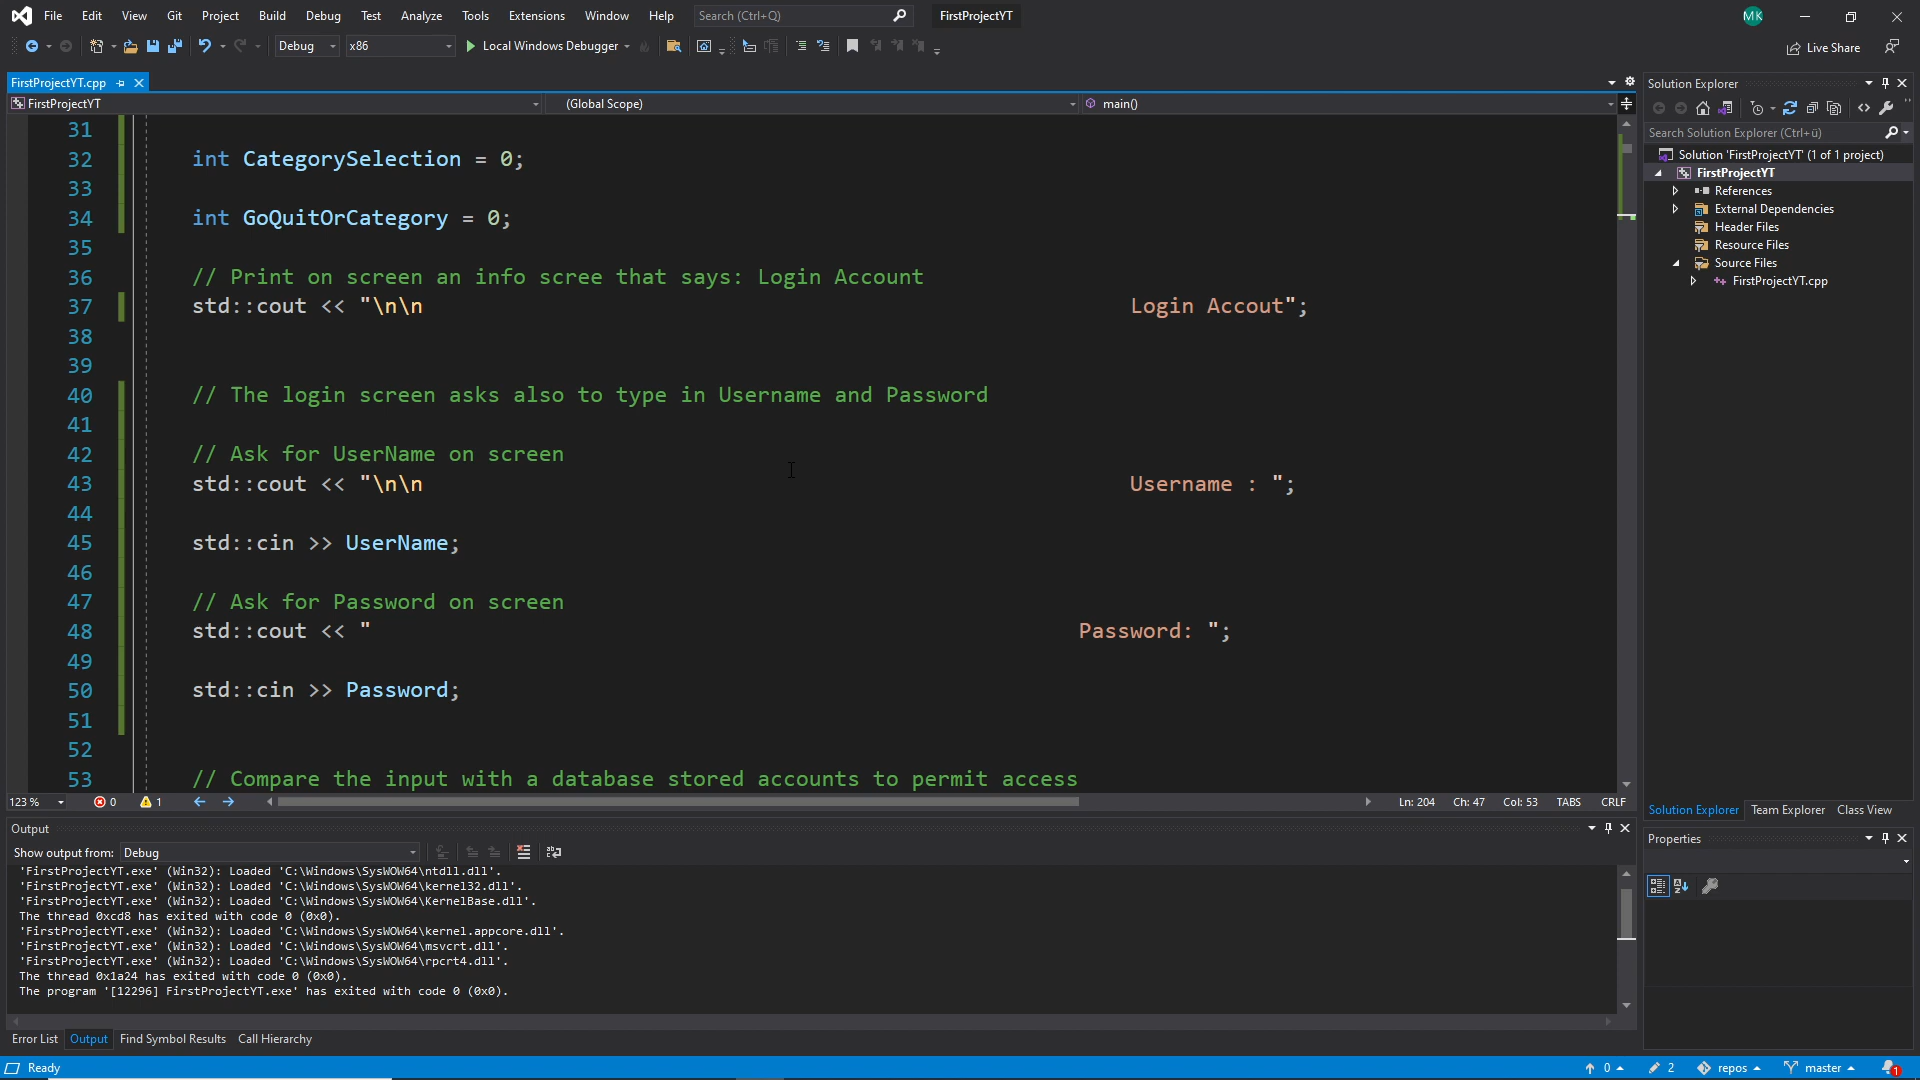 File Edit View Git Project Build Debug Test Analyze Tools Extensions Window Help Search (Ctrl+Q) FirstProjectYT MK
Debug x86 Local Windows Debugger Live Share
FirstProjectYT.cpp
FirstProjectYT (Global Scope) main()
31
32 int CategorySelection = 0;
33
34 int GoQuitOrCategory = 0;
35
36 // Print on screen an info scree that says: Login Account
37 std::cout << "\n\n Login Accout";
38
39
40 // The login screen asks also to type in Username and Password
41
42 // Ask for UserName on screen
43 std::cout << "\n\n Username : ";
44
45 std::cin >> UserName;
46
47 // Ask for Password on screen
48 std::cout << " Password: ";
49
50 std::cin >> Password;
51
52
53 // Compare the input with a database stored accounts to permit access
123 % 0 1 Ln: 204 Ch: 47 Col: 53 TABS CRLF
Output
Show output from: Debug
'FirstProjectYT.exe' (Win32): Loaded 'C:\Windows\SysWOW64\ntdll.dll'.
'FirstProjectYT.exe' (Win32): Loaded 'C:\Windows\SysWOW64\kernel32.dll'.
'FirstProjectYT.exe' (Win32): Loaded 'C:\Windows\SysWOW64\KernelBase.dll'.
The thread 0xcd8 has exited with code 0 (0x0).
'FirstProjectYT.exe' (Win32): Loaded 'C:\Windows\SysWOW64\kernel.appcore.dll'.
'FirstProjectYT.exe' (Win32): Loaded 'C:\Windows\SysWOW64\msvcrt.dll'.
'FirstProjectYT.exe' (Win32): Loaded 'C:\Windows\SysWOW64\rpcrt4.dll'.
The thread 0x1a24 has exited with code 0 (0x0).
The program '[12296] FirstProjectYT.exe' has exited with code 0 (0x0).
Error List Output Find Symbol Results Call Hierarchy
Solution Explorer
Search Solution Explorer (Ctrl+ü)
Solution 'FirstProjectYT' (1 of 1 project)
FirstProjectYT
References
External Dependencies
Header Files
Resource Files
Source Files
FirstProjectYT.cpp
Solution Explorer Team Explorer Class View
Properties
Ready 0 2 repos master 1